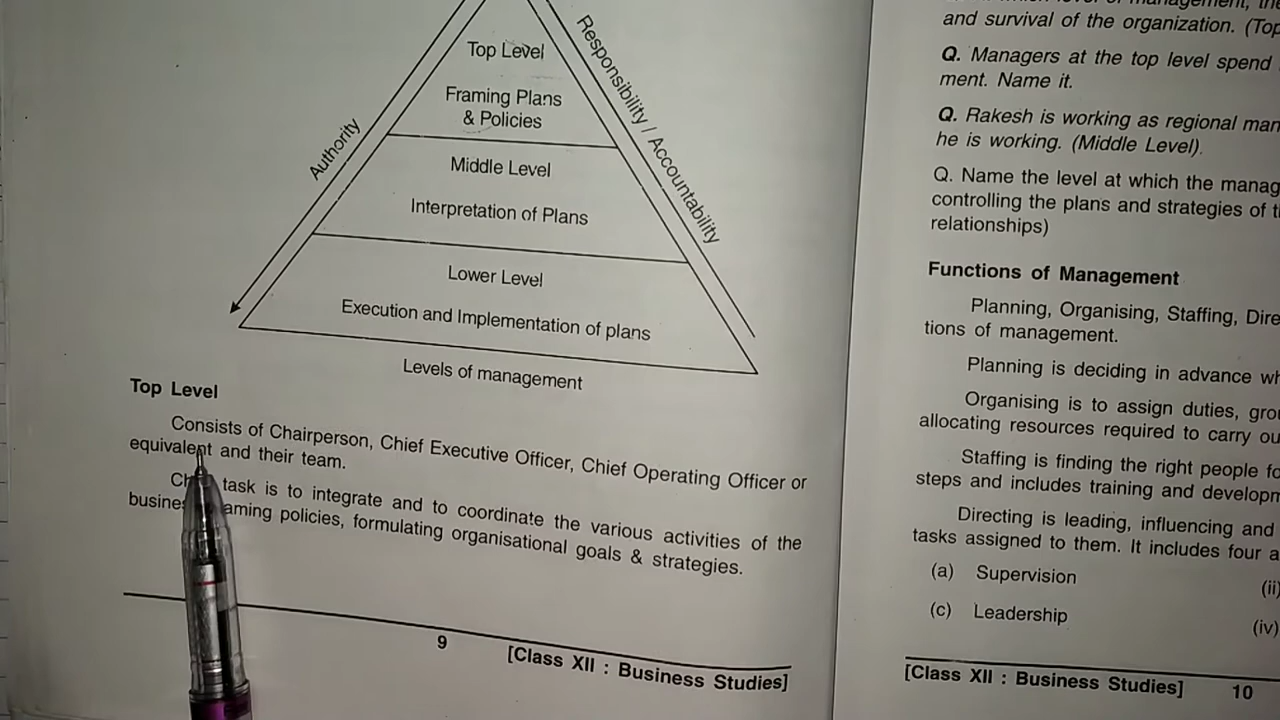 Top Level
Framing Plans
& Policies
Middle Level
Interpretation of Plans
Lower Level
Execution and Implementation of plans
Authority
Responsibility / Accountability
Levels of management
Top Level
Consists of Chairperson, Chief Executive Officer, Chief Operating Officer or
equivalent and their team.
task is to integrate and to coordinate the various activities of the
policies, formulating organisational goals & strategies.
9
[Class XII : Business Studies]
and survival of the organization. (Top
Q. Managers at the top level spend
ment. Name it.
Q. Rakesh is working as regional man
he is working. (Middle Level).
Q. Name the level at which the manag
controlling the plans and strategies of
relationships)
Functions of Management
Planning, Organising, Staffing, Dire
tions of management.
Planning is deciding in advance wh
Organising is to assign duties, gro
allocating resources required to carry ou
Staffing is finding the right people fo
steps and includes training and developm
Directing is leading, influencing and
tasks assigned to them. It includes four a
(a) Supervision (ii)
(c) Leadership (iv)
[Class XII : Business Studies] 10